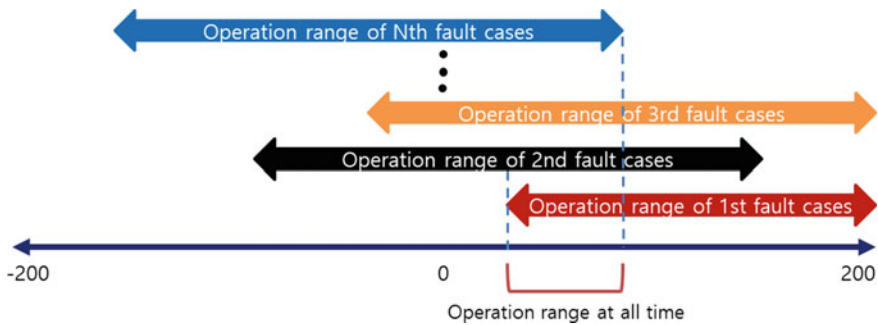 Operation range of Nth fault cases
Operation range of 3rd fault cases
Operation range of 2nd fault cases
Operation range of 1st fault cases
-200
0
200
Operation range at all time